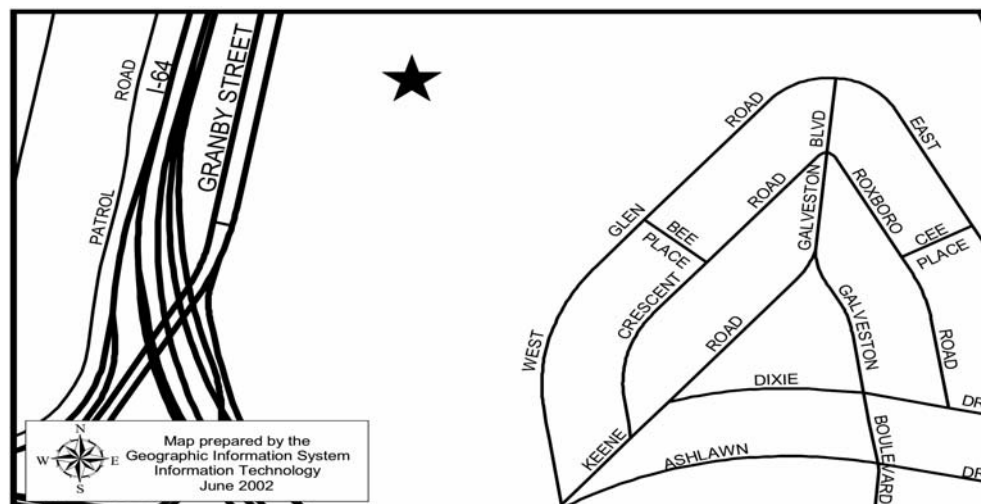 PATROL ROAD
I-64
GRANBY STREET
WEST GLEN ROAD
EAST
BEE PLACE
CRESCENT ROAD
GALVESTON BLVD
ROXBORO ROAD
CEE PLACE
KEENE ROAD
GALVESTON BOULEVARD
DIXIE DR
ASHLAWN DR
N
W E
S
Map prepared by the
Geographic Information System
Information Technology
June 2002